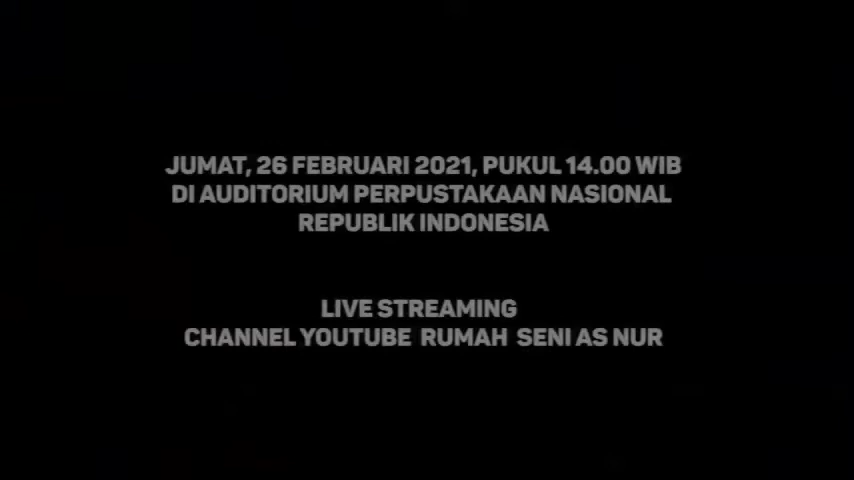 JUMAT, 26 FEBRUARI 2021, PUKUL 14.00 WIB
DI AUDITORIUM PERPUSTAKAAN NASIONAL
REPUBLIK INDONESIA
LIVE STREAMING
CHANNEL YOUTUBE RUMAH SENI AS NUR